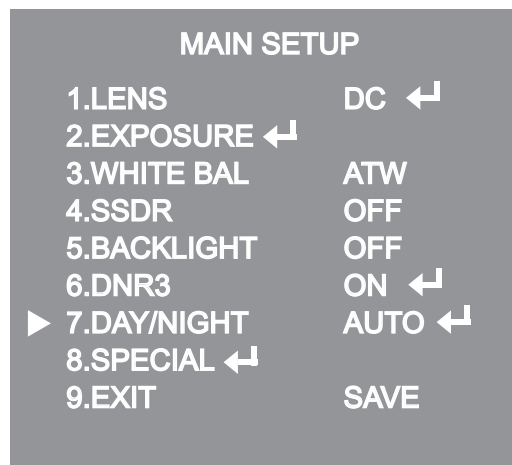 MAIN SETUP
1.LENS DC ↵
2.EXPOSURE ↵
3.WHITE BAL ATW
4.SSDR OFF
5.BACKLIGHT OFF
6.DNR3 ON ↵
▶ 7.DAY/NIGHT AUTO ↵
8.SPECIAL ↵
9.EXIT SAVE